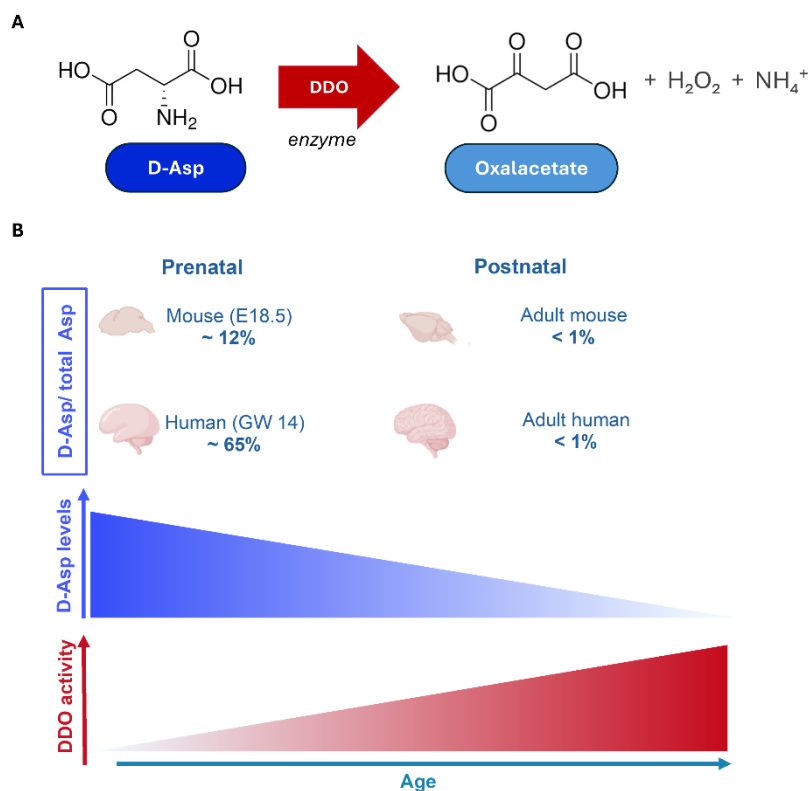 A
O
HO
OH
O
NH₂
D-Asp
DDO
enzyme
O O
HO
OH
O
+ H₂O₂ + NH₄⁺
Oxalacetate
B
Prenatal
Postnatal
D-Asp/ total Asp
Mouse (E18.5)
~ 12%
Adult mouse
< 1%
Human (GW 14)
~ 65%
Adult human
< 1%
D-Asp levels
DDO activity
Age